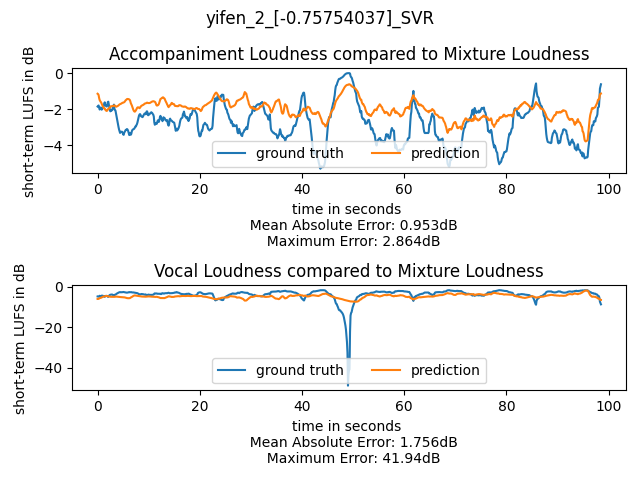 yifen_2_[-0.75754037]_SVR
Accompaniment Loudness compared to Mixture Loudness
short-term LUFS in dB
0
−2
−4
ground truth
prediction
0
20
40
60
80
100
time in seconds
Mean Absolute Error: 0.953dB
Maximum Error: 2.864dB
Vocal Loudness compared to Mixture Loudness
short-term LUFS in dB
0
−20
−40
ground truth
prediction
0
20
40
60
80
100
time in seconds
Mean Absolute Error: 1.756dB
Maximum Error: 41.94dB